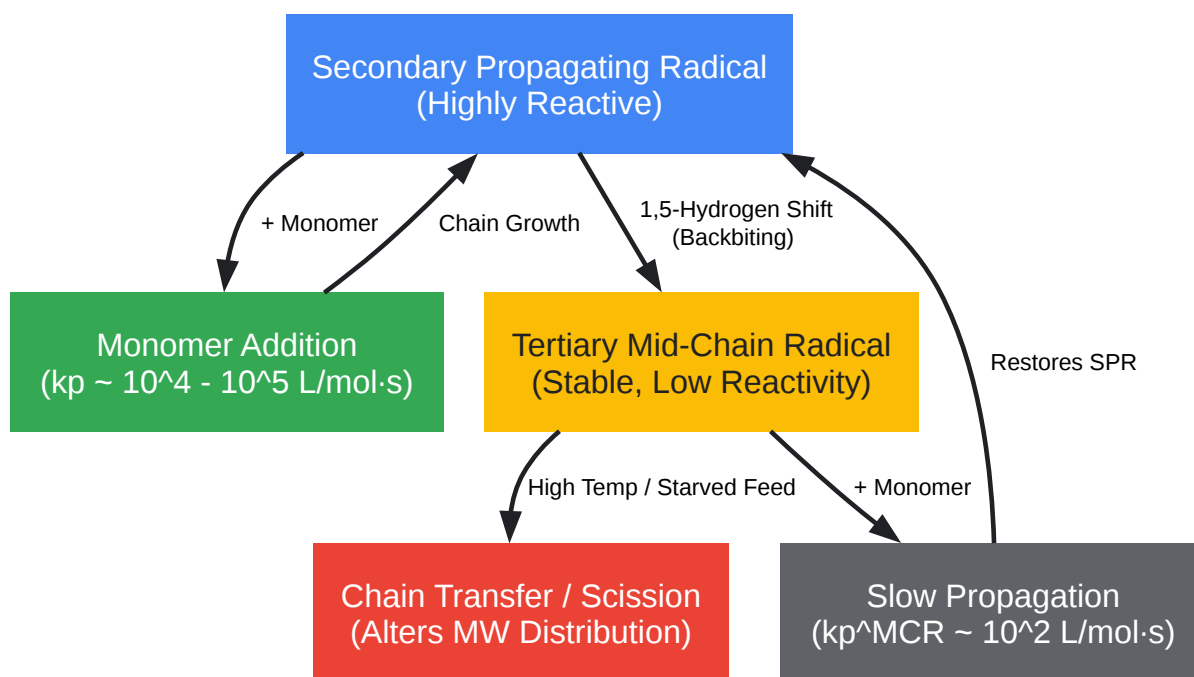 Secondary Propagating Radical
(Highly Reactive)
+ Monomer
Chain Growth
1,5-Hydrogen Shift
(Backbiting)
Monomer Addition
(kp ~ 10^4 - 10^5 L/mol·s)
Tertiary Mid-Chain Radical
(Stable, Low Reactivity)
Restores SPR
High Temp / Starved Feed
+ Monomer
Chain Transfer / Scission
(Alters MW Distribution)
Slow Propagation
(kp^MCR ~ 10^2 L/mol·s)